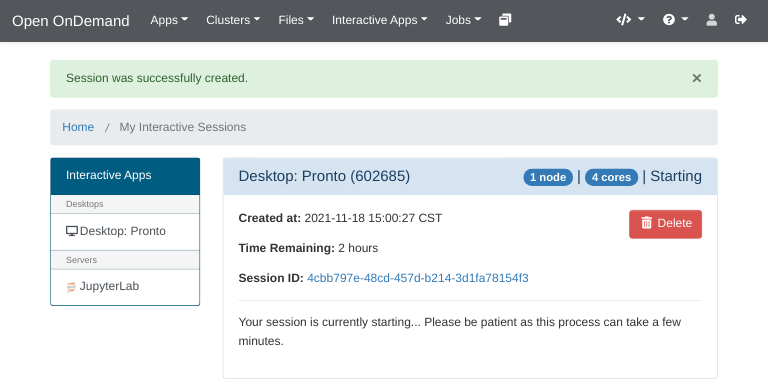 Open OnDemand Apps Clusters Files Interactive Apps Jobs
Session was successfully created. ×
Home / My Interactive Sessions
Interactive Apps
Desktops
Desktop: Pronto
Servers
JupyterLab
Desktop: Pronto (602685) 1 node | 4 cores | Starting
Created at: 2021-11-18 15:00:27 CST
Delete
Time Remaining: 2 hours
Session ID: 4cbb797e-48cd-457d-b214-3d1fa78154f3
Your session is currently starting... Please be patient as this process can take a few
minutes.